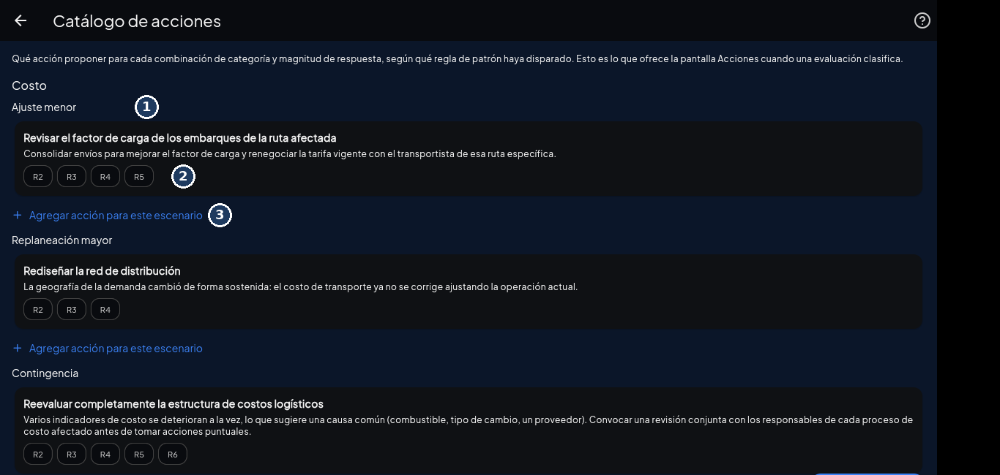 Catálogo de acciones
Qué acción proponer para cada combinación de categoría y magnitud de respuesta, según qué regla de patrón haya disparado. Esto es lo que ofrece la pantalla Acciones cuando una evaluación clasifica.
Costo
Ajuste menor 1
Revisar el factor de carga de los embarques de la ruta afectada
Consolidar envíos para mejorar el factor de carga y renegociar la tarifa vigente con el transportista de esa ruta específica.
R2 R3 R4 R5 2
+ Agregar acción para este escenario 3
Replaneación mayor
Rediseñar la red de distribución
La geografía de la demanda cambió de forma sostenida: el costo de transporte ya no se corrige ajustando la operación actual.
R2 R3 R4
+ Agregar acción para este escenario
Contingencia
Reevaluar completamente la estructura de costos logísticos
Varios indicadores de costo se deterioran a la vez, lo que sugiere una causa común (combustible, tipo de cambio, un proveedor). Convocar una revisión conjunta con los responsables de cada proceso de
costo afectado antes de tomar acciones puntuales.
R2 R3 R4 R5 R6